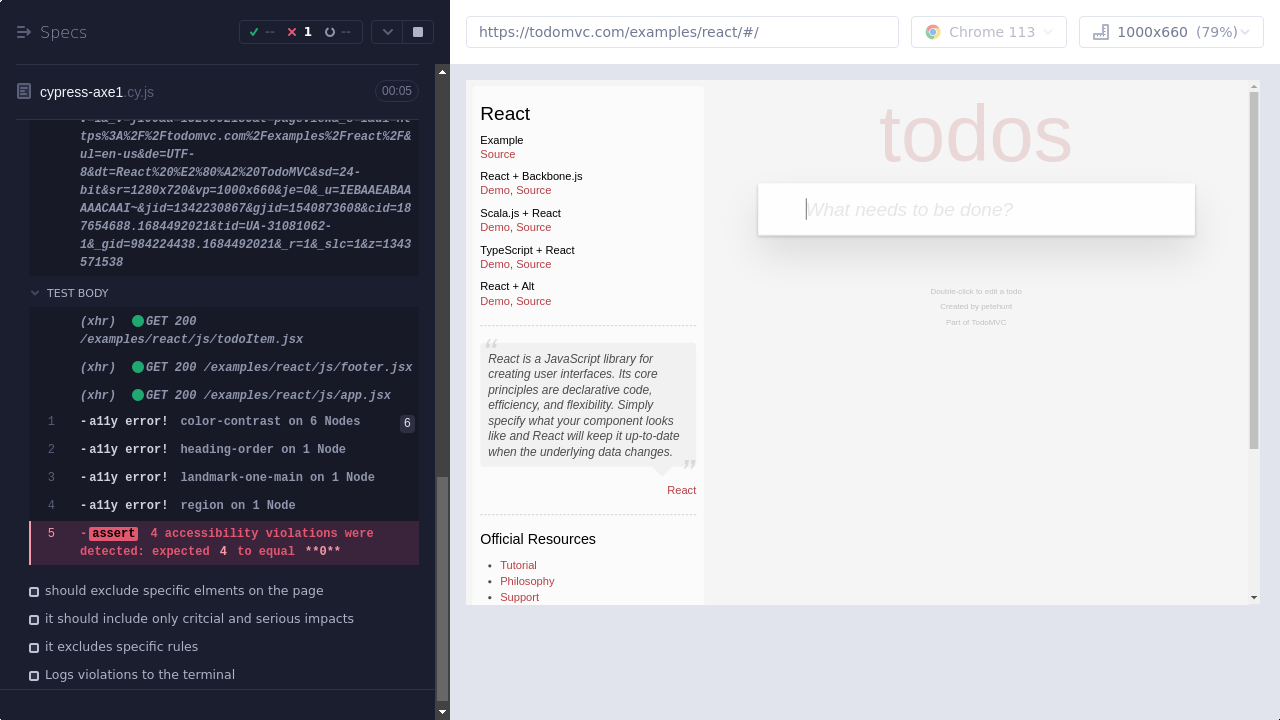 Specs
--
1
--
cypress-axe1.cy.js
00:05
tps%3A%2F%2Ftodomvc.com%2Fexamples%2Freact%2F&
ul=en-us&de=UTF-
8&dt=React%20%E2%80%A2%20TodoMVC&sd=24-
bit&sr=1280x720&vp=1000x660&je=0&_u=IEBAAEABAA
AAACAAI~&jid=1342230867&gjid=1540873608&cid=18
7654688.1684492021&tid=UA-31081062-
1&_gid=984224438.1684492021&_r=1&_slc=1&z=1343
571538
TEST BODY
(xhr) GET 200
/examples/react/js/todoItem.jsx
(xhr) GET 200 /examples/react/js/footer.jsx
(xhr) GET 200 /examples/react/js/app.jsx
1 -a11y error! color-contrast on 6 Nodes 6
2 -a11y error! heading-order on 1 Node
3 -a11y error! landmark-one-main on 1 Node
4 -a11y error! region on 1 Node
5 -assert 4 accessibility violations were
detected: expected 4 to equal **0**
should exclude specific elments on the page
it should include only critcial and serious impacts
it excludes specific rules
Logs violations to the terminal
https://todomvc.com/examples/react/#/
Chrome 113
1000x660 (79%)
React
Example
Source
React + Backbone.js
Demo, Source
Scala.js + React
Demo, Source
TypeScript + React
Demo, Source
React + Alt
Demo, Source
“
React is a JavaScript library for
creating user interfaces. Its core
principles are declarative code,
efficiency, and flexibility. Simply
specify what your component looks
like and React will keep it up-to-date
when the underlying data changes.
”
React
Official Resources
• Tutorial
• Philosophy
• Support
todos
What needs to be done?
Double-click to edit a todo
Created by petehunt
Part of TodoMVC